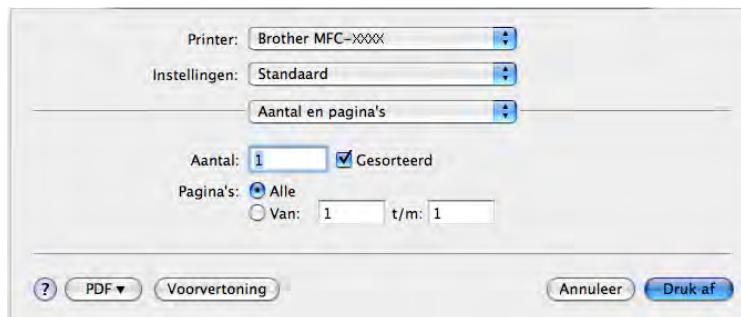 Printer: Brother MFC-XXXX
Instellingen: Standaard
Aantal en pagina's
Aantal: 1 Gesorteerd
Pagina's: Alle
Van: 1 t/m: 1
? PDF ▼ Voorvertoning Annuleer Druk af